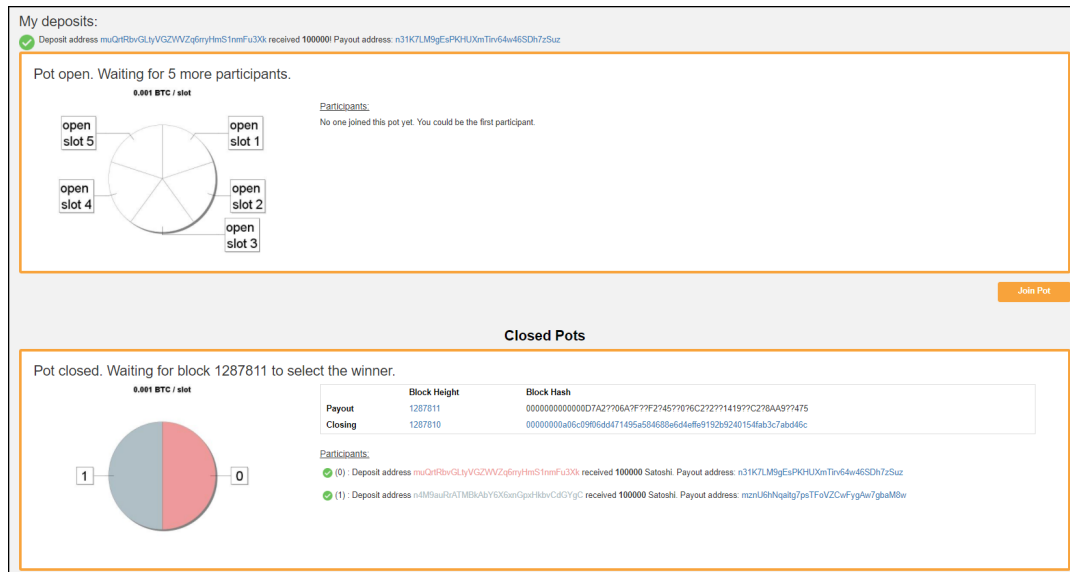 My deposits:
Deposit address muQrtRbvGLtyVGZWVZq6rryHmS1nmFu3Xk received 100000! Payout address: n31K7LM9gEsPKHUXmTirv64w46SDh7zSuz
Pot open. Waiting for 5 more participants.
0.001 BTC / slot
open slot 5
open slot 1
open slot 4
open slot 2
open slot 3
Participants:
No one joined this pot yet. You could be the first participant.
Join Pot
Closed Pots
Pot closed. Waiting for block 1287811 to select the winner.
0.001 BTC / slot
1
0
Block Height Block Hash
Payout 1287811 0000000000000D7A2??06A?F??F2?45??0?6C2?2??1419??C2?8AA9??475
Closing 1287810 00000000a06c09f06dd471495a584688e6d4effe9192b9240154fab3c7abd46c
Participants:
(0) : Deposit address muQrtRbvGLtyVGZWVZq6rryHmS1nmFu3Xk received 100000 Satoshi. Payout address: n31K7LM9gEsPKHUXmTirv64w46SDh7zSuz
(1) : Deposit address n4M9auRzATMBkAbY6X6xnGpxHkbvCdGYgC received 100000 Satoshi. Payout address: mznU6hNqaitg7psTFoVZCwFygAw7gbaM8w